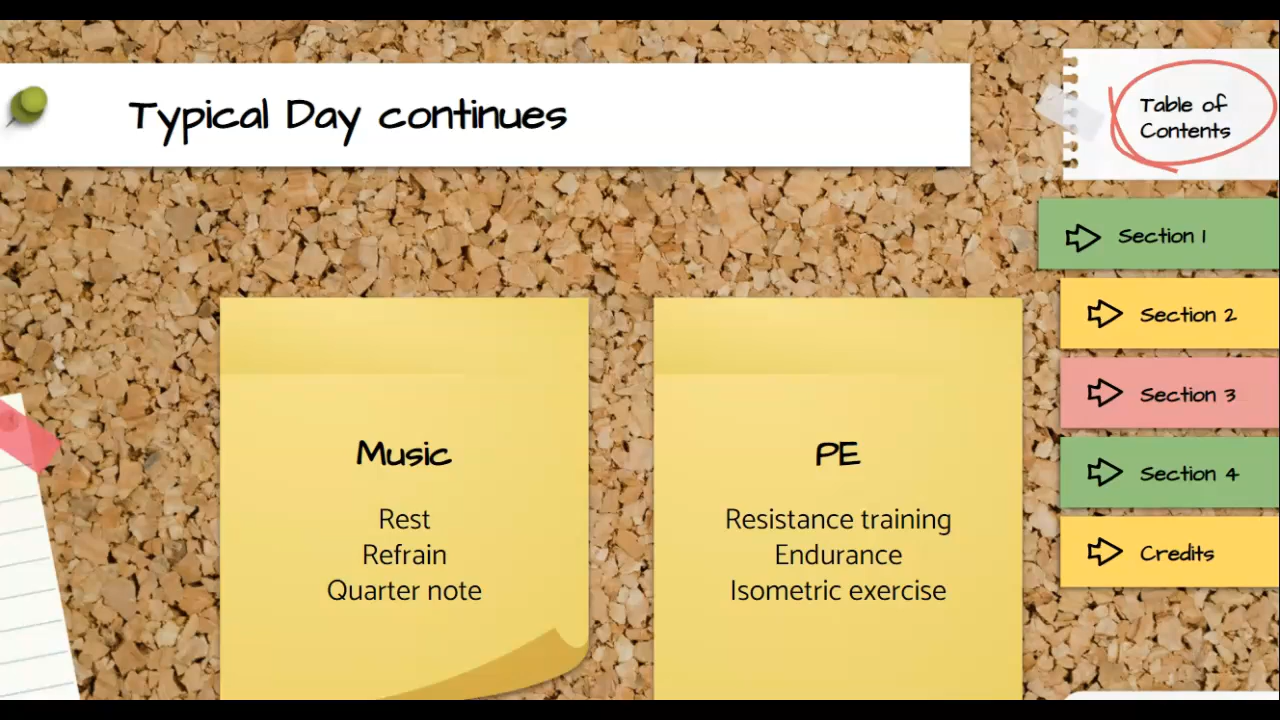 Typical Day continues
Table of
Contents
Section 1
Section 2
Section 3
Section 4
Credits
Music
Rest
Refrain
Quarter note
PE
Resistance training
Endurance
Isometric exercise